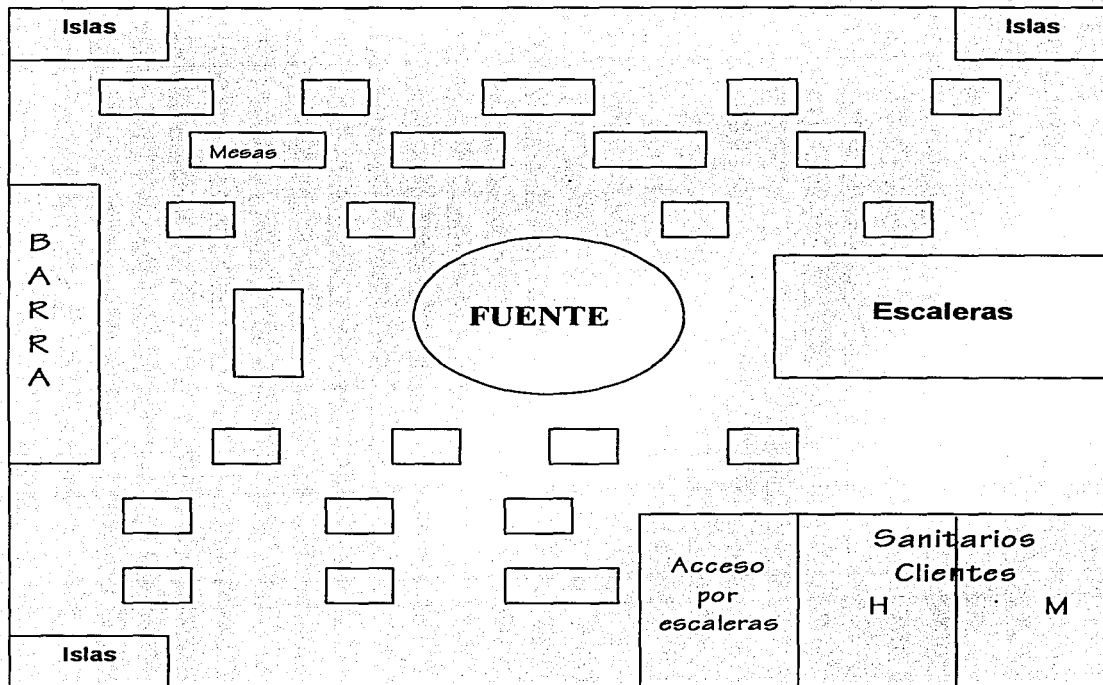 Islas
Islas
Mesas
B
A
R
R
A
FUENTE
Escaleras
Acceso
por
escaleras
Sanitarios
Clientes
H
M
Islas